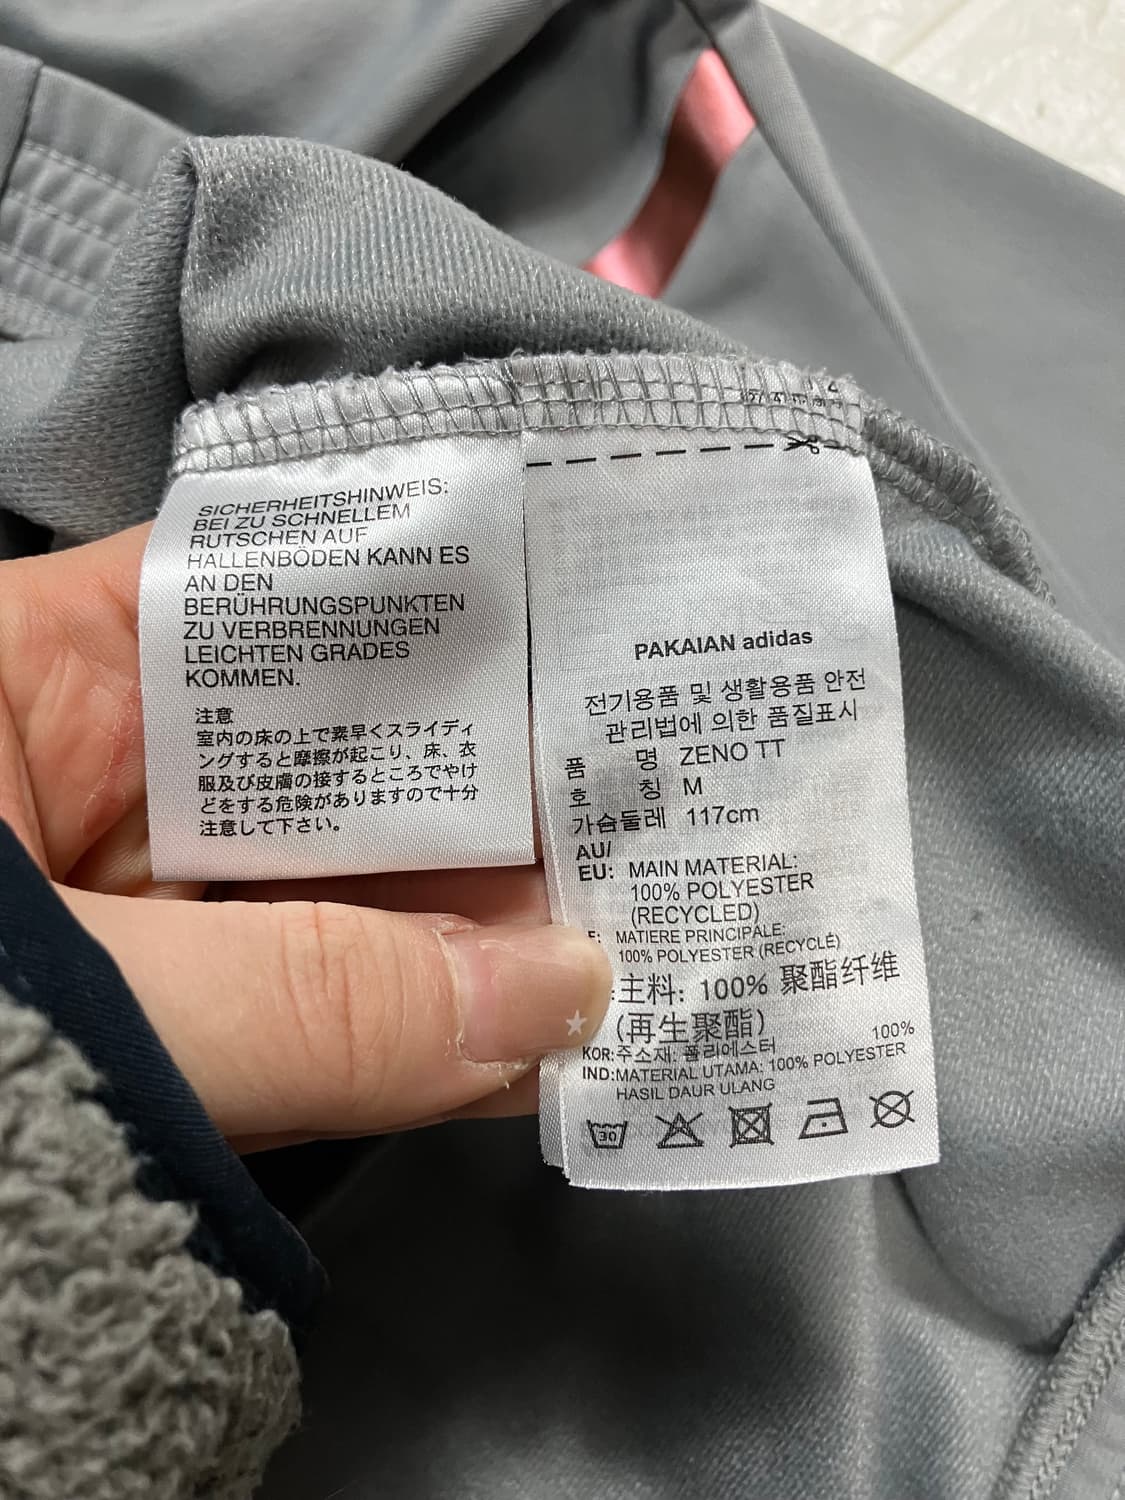 SICHERHEITSHINWEIS:
BEI ZU SCHNELLEM
RUTSCHEN AUF
HALLENBÖDEN KANN ES
AN DEN
BERÜHRUNGSPUNKTEN
ZU VERBRENNUNGEN
LEICHTEN GRADES
KOMMEN.
注意
室内の床の上で素早くスライディ
ングすると摩擦が起こり、床、衣
服及び皮膚の接するところでやけ
どをする危険がありますので十分
注意して下さい。
PAKAIAN adidas
전기용품 및 생활용품 안전
관리법에 의한 품질표시
품 명 ZENO TT
호 칭 M
가슴둘레 117cm
AU/
EU: MAIN MATERIAL:
100% POLYESTER
(RECYCLED)
F: MATIERE PRINCIPALE:
100% POLYESTER (RECYCLÉ)
:主料: 100% 聚酯纤维
(再生聚酯)
KOR:주소재: 폴리에스터 100%
IND:MATERIAL UTAMA: 100% POLYESTER
HASIL DAUR ULANG
30